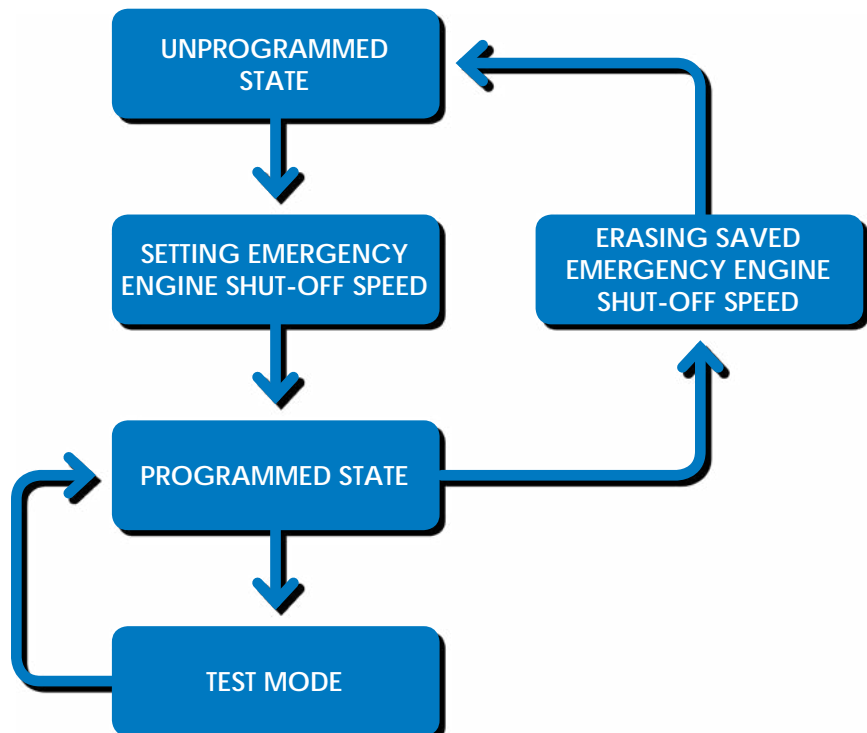 UNPROGRAMMED
STATE
SETTING EMERGENCY
ENGINE SHUT-OFF SPEED
ERASING SAVED
EMERGENCY ENGINE
SHUT-OFF SPEED
PROGRAMMED STATE
TEST MODE